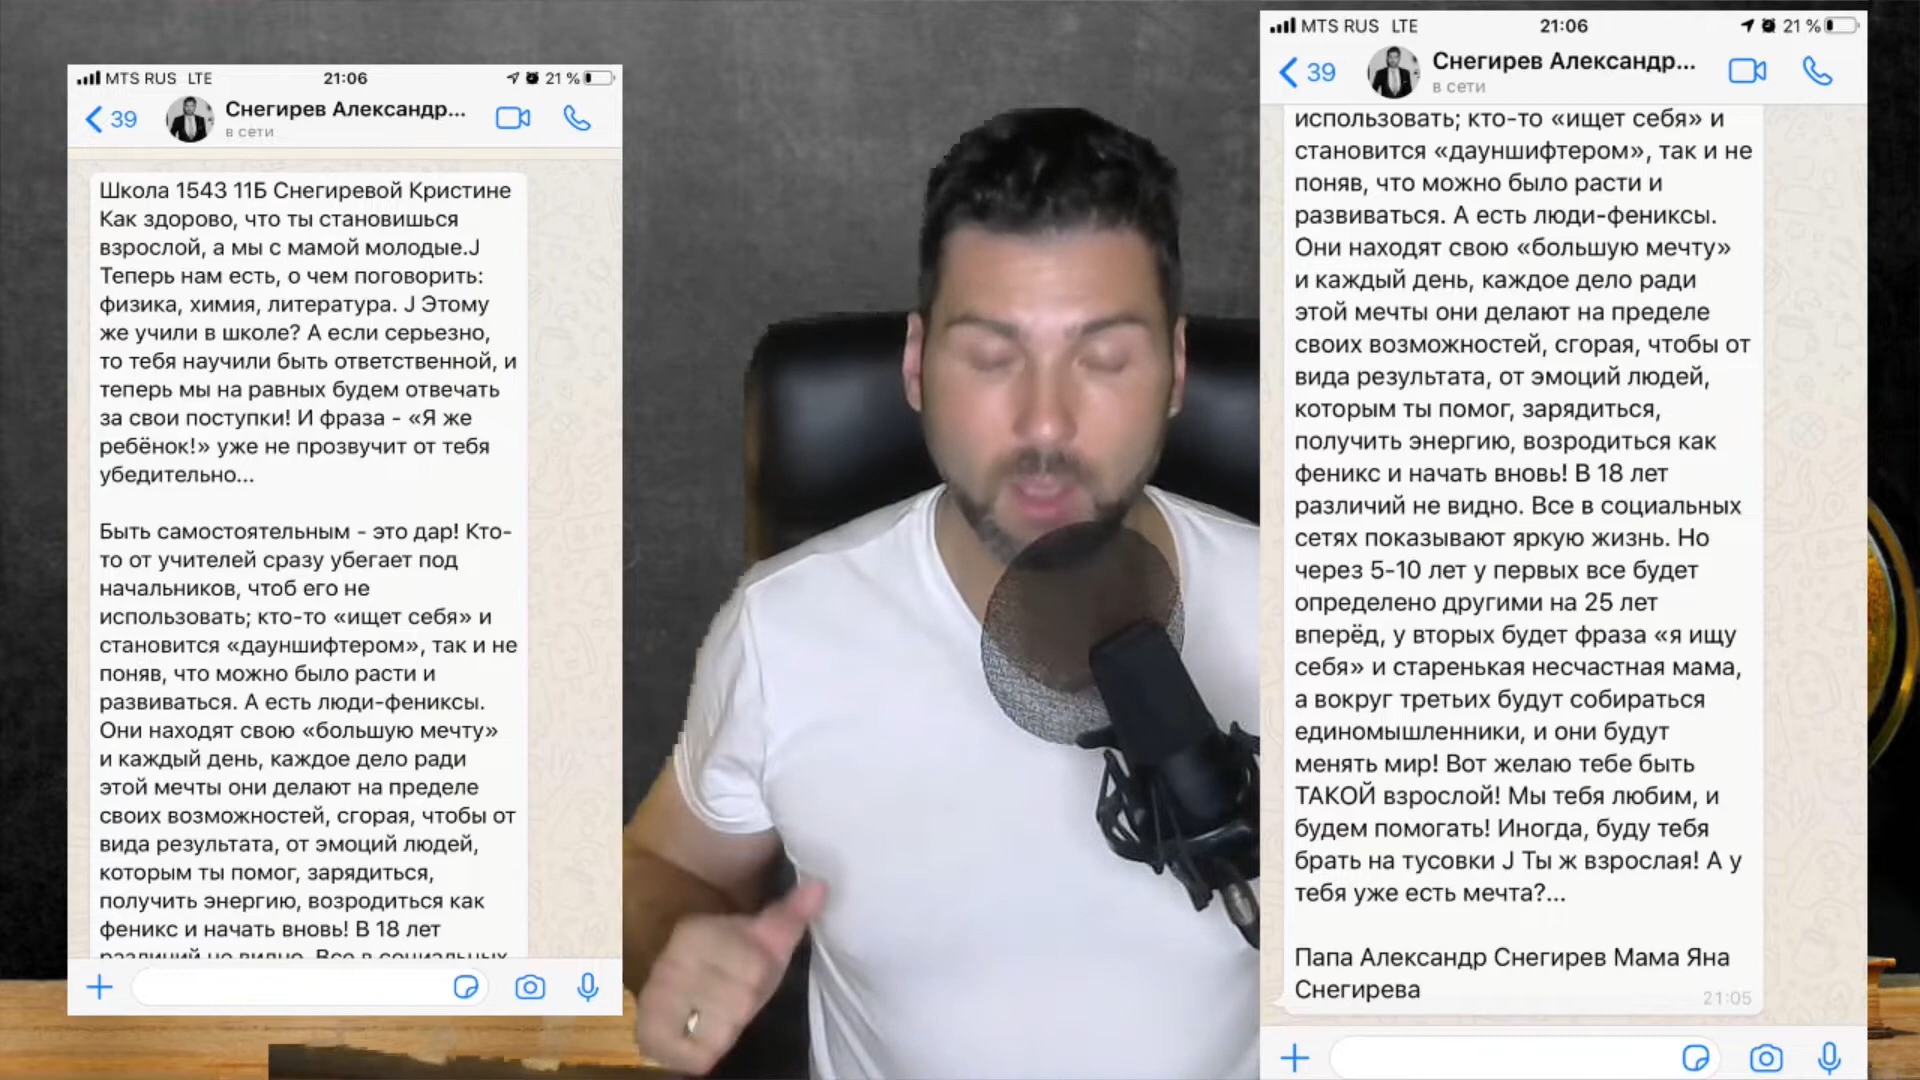 MTS RUS LTE 21:06 21 %
39 Снегирев Александр...
в сети
Школа 1543 11Б Снегиревой Кристине
Как здорово, что ты становишься
взрослой, а мы с мамой молодые.J
Теперь нам есть, о чем поговорить:
физика, химия, литература. J Этому
же учили в школе? А если серьезно,
то тебя научили быть ответственной, и
теперь мы на равных будем отвечать
за свои поступки! И фраза - «Я же
ребёнок!» уже не прозвучит от тебя
убедительно...
Быть самостоятельным - это дар! Кто-
то от учителей сразу убегает под
начальников, чтоб его не
использовать; кто-то «ищет себя» и
становится «дауншифтером», так и не
поняв, что можно было расти и
развиваться. А есть люди-фениксы.
Они находят свою «большую мечту»
и каждый день, каждое дело ради
этой мечты они делают на пределе
своих возможностей, сгорая, чтобы от
вида результата, от эмоций людей,
которым ты помог, зарядиться,
получить энергию, возродиться как
феникс и начать вновь! В 18 лет
различий не видно. Все в социальных
MTS RUS LTE 21:06 21 %
39 Снегирев Александр...
в сети
использовать; кто-то «ищет себя» и
становится «дауншифтером», так и не
поняв, что можно было расти и
развиваться. А есть люди-фениксы.
Они находят свою «большую мечту»
и каждый день, каждое дело ради
этой мечты они делают на пределе
своих возможностей, сгорая, чтобы от
вида результата, от эмоций людей,
которым ты помог, зарядиться,
получить энергию, возродиться как
феникс и начать вновь! В 18 лет
различий не видно. Все в социальных
сетях показывают яркую жизнь. Но
через 5-10 лет у первых все будет
определено другими на 25 лет
вперёд, у вторых будет фраза «я ищу
себя» и старенькая несчастная мама,
а вокруг третьих будут собираться
единомышленники, и они будут
менять мир! Вот желаю тебе быть
ТАКОЙ взрослой! Мы тебя любим, и
будем помогать! Иногда, буду тебя
брать на тусовки J Ты ж взрослая! А у
тебя уже есть мечта?...
Папа Александр Снегирев Мама Яна
Снегирева
21:05